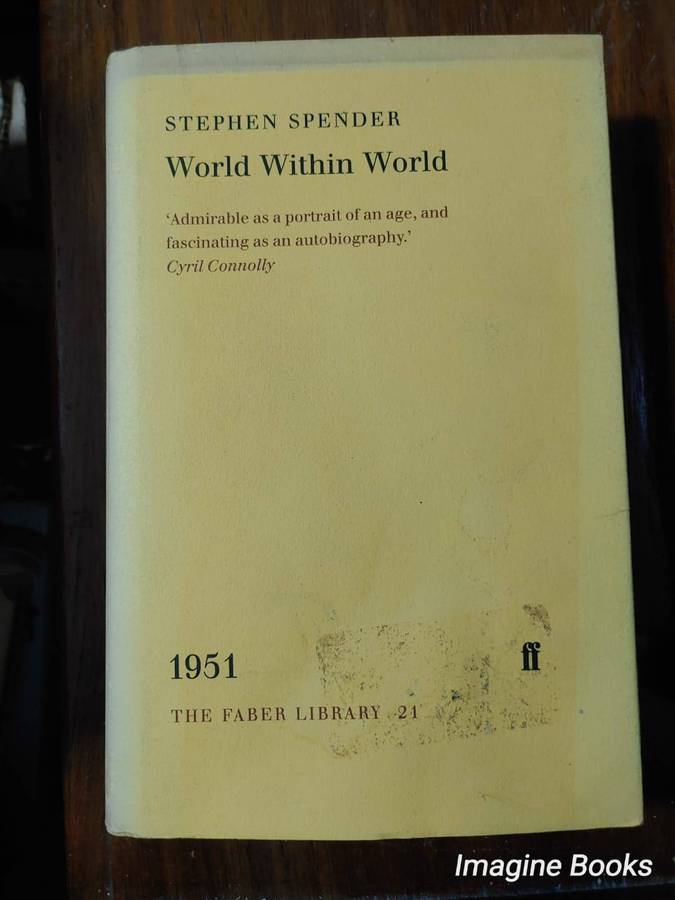 STEPHEN SPENDER
World Within World
‘Admirable as a portrait of an age, and
fascinating as an autobiography.’
Cyril Connolly
1951
ff
THE FABER LIBRARY 21
Imagine Books